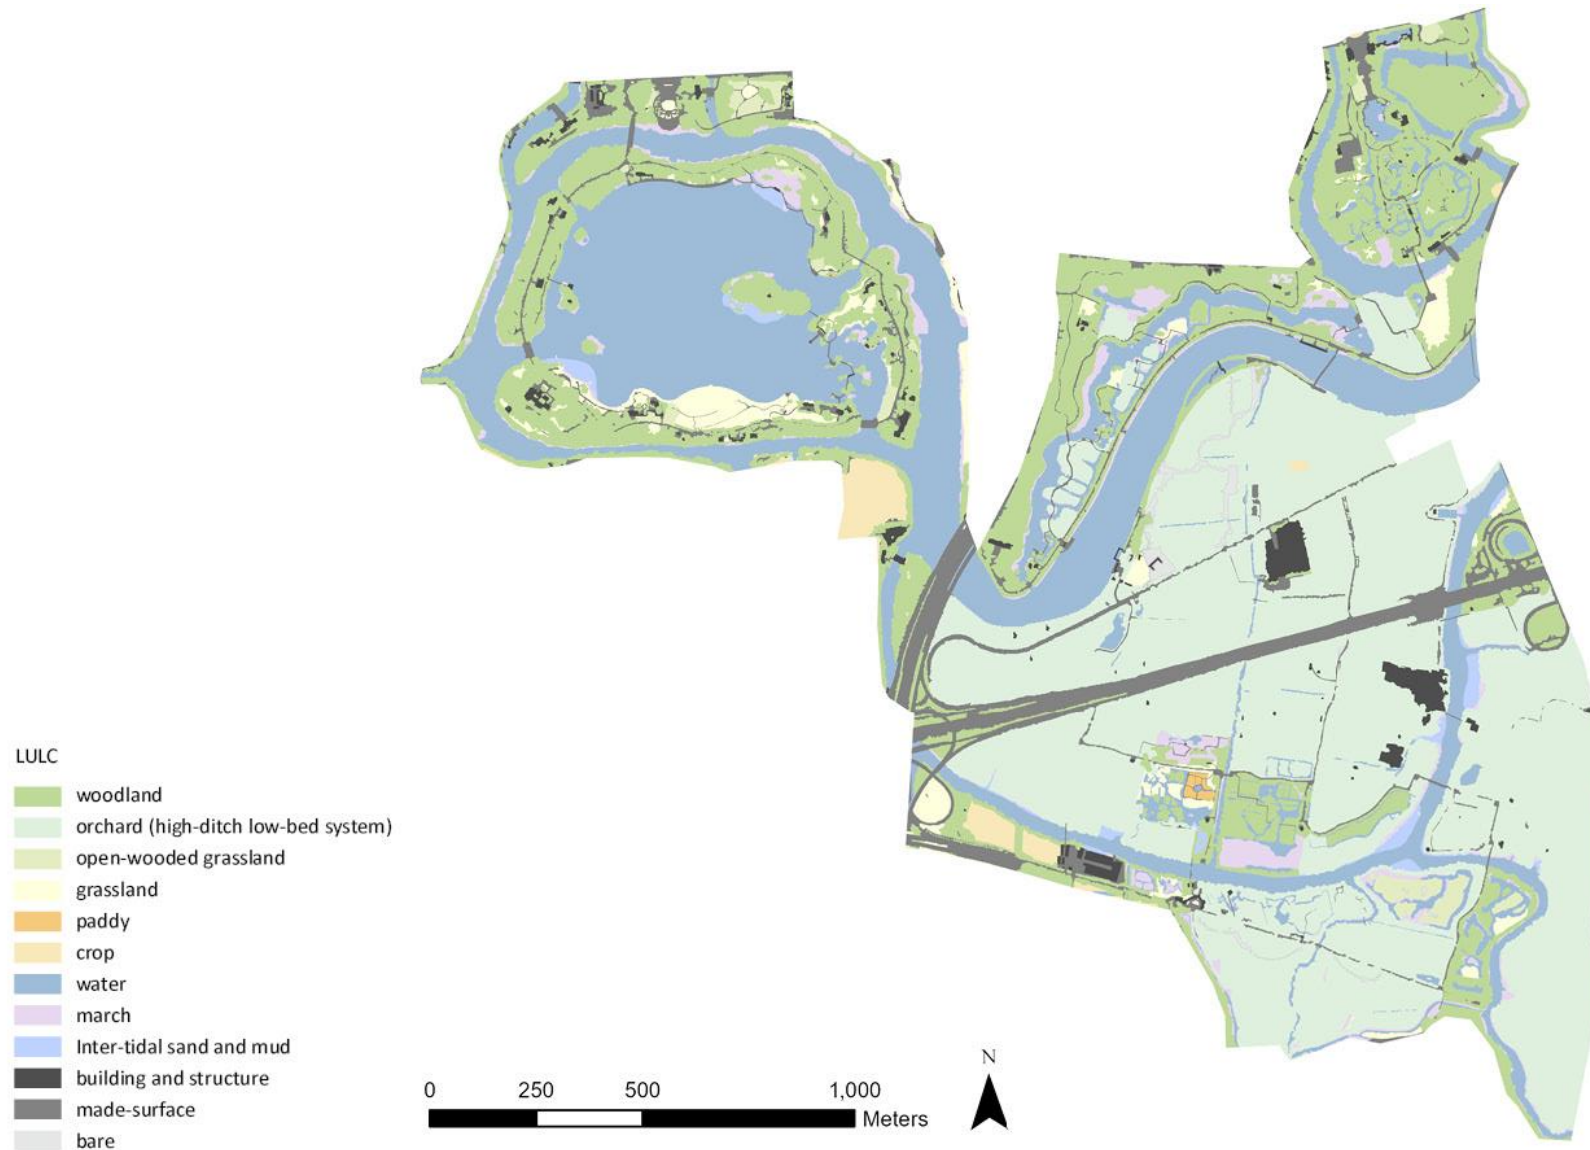 LULC
woodland
orchard (high-ditch low-bed system)
open-wooded grassland
grassland
paddy
crop
water
march
Inter-tidal sand and mud
building and structure
made-surface
bare
0 250 500 1,000
Meters
N